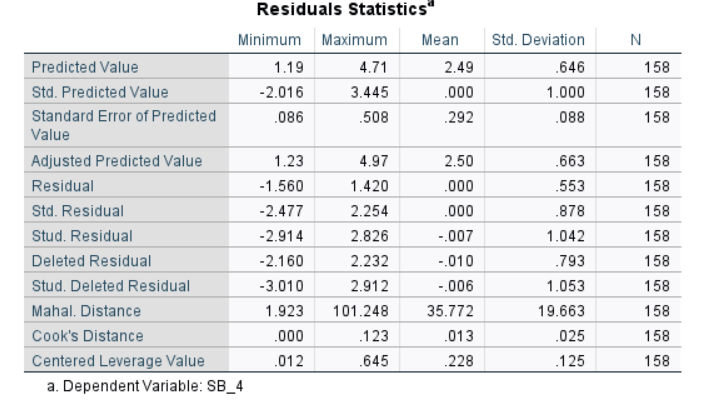 Residuals Statisticsa
Minimum Maximum Mean Std. Deviation N
Predicted Value 1.19 4.71 2.49 .646 158
Std. Predicted Value -2.016 3.445 .000 1.000 158
Standard Error of Predicted
Value .086 .508 .292 .088 158
Adjusted Predicted Value 1.23 4.97 2.50 .663 158
Residual -1.560 1.420 .000 .553 158
Std. Residual -2.477 2.254 .000 .878 158
Stud. Residual -2.914 2.826 -.007 1.042 158
Deleted Residual -2.160 2.232 -.010 .793 158
Stud. Deleted Residual -3.010 2.912 -.006 1.053 158
Mahal. Distance 1.923 101.248 35.772 19.663 158
Cook's Distance .000 .123 .013 .025 158
Centered Leverage Value .012 .645 .228 .125 158
a. Dependent Variable: SB_4